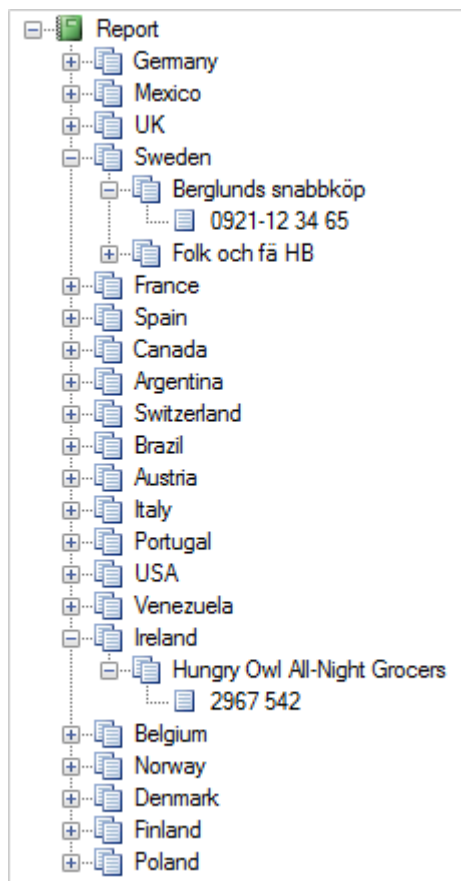 Report
Germany
Mexico
UK
Sweden
Berglunds snabbköp
0921-12 34 65
Folk och fä HB
France
Spain
Canada
Argentina
Switzerland
Brazil
Austria
Italy
Portugal
USA
Venezuela
Ireland
Hungry Owl All-Night Grocers
2967 542
Belgium
Norway
Denmark
Finland
Poland